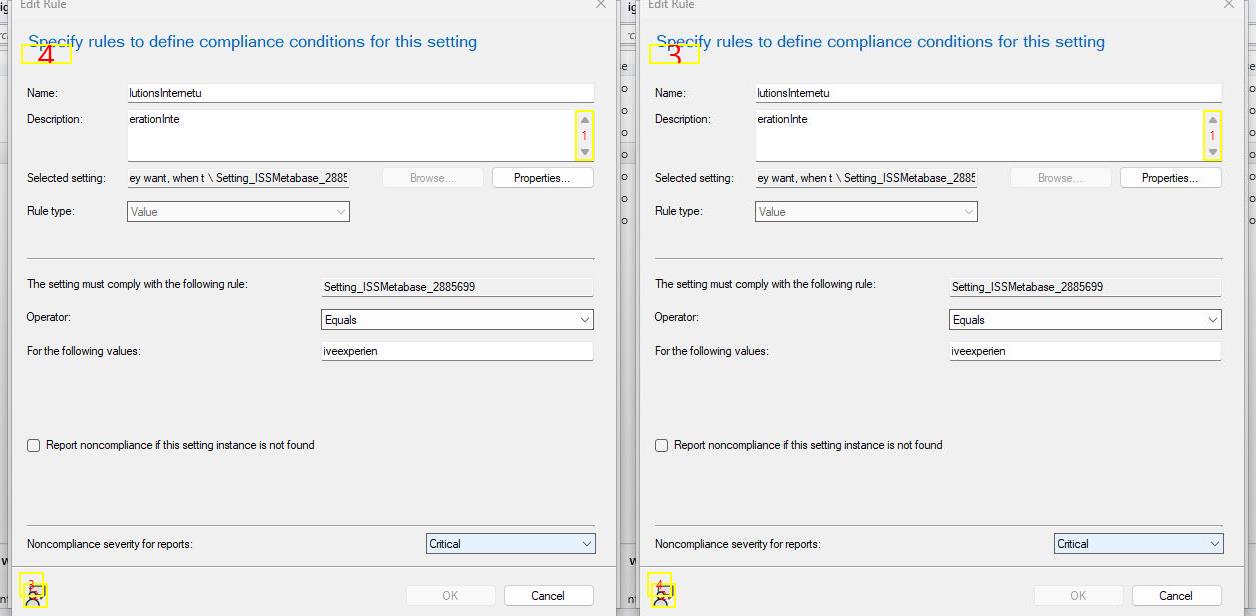 Edit Rule
Specify rules to define compliance conditions for this setting
4
Name:
lutionsInternetu
Description:
erationInte
1
Selected setting:
ey want, when t \ Setting_ISSMetabase_2885
Browse...
Properties...
Rule type:
Value
The setting must comply with the following rule:
Setting_ISSMetabase_2885699
Operator:
Equals
For the following values:
iveexperien
Report noncompliance if this setting instance is not found
Noncompliance severity for reports:
Critical
3
OK
Cancel
Edit Rule
Specify rules to define compliance conditions for this setting
3
Name:
lutionsInternetu
Description:
erationInte
1
Selected setting:
ey want, when t \ Setting_ISSMetabase_2885
Browse...
Properties...
Rule type:
Value
The setting must comply with the following rule:
Setting_ISSMetabase_2885699
Operator:
Equals
For the following values:
iveexperien
Report noncompliance if this setting instance is not found
Noncompliance severity for reports:
Critical
4
OK
Cancel